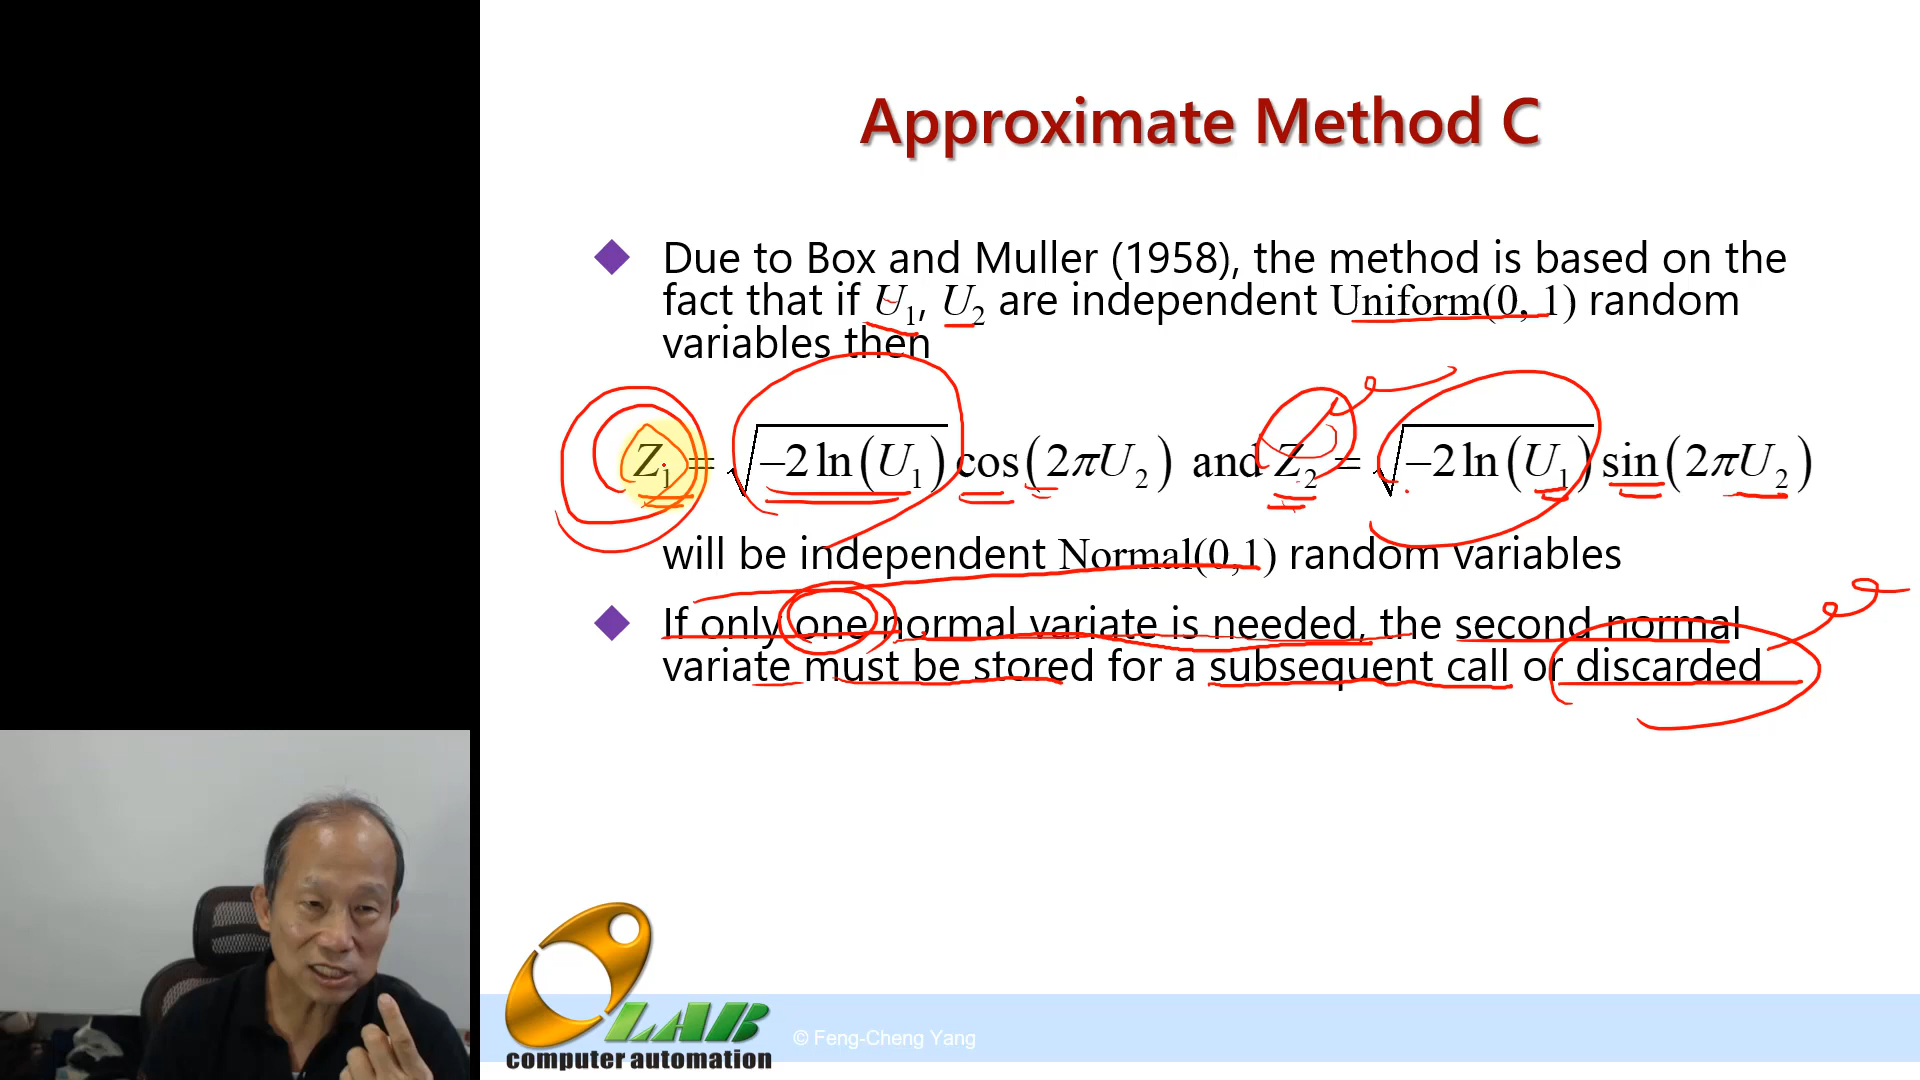 Approximate Method C
Due to Box and Muller (1958), the method is based on the
fact that if U₁, U₂ are independent Uniform(0, 1) random
variables then
Z₁ = √(–2 ln(U₁)) cos(2πU₂) and Z₂ = √(–2 ln(U₁)) sin(2πU₂)
will be independent Normal(0,1) random variables
If only one normal variate is needed, the second normal
variate must be stored for a subsequent call or discarded
LAB
computer automation
© Feng-Cheng Yang